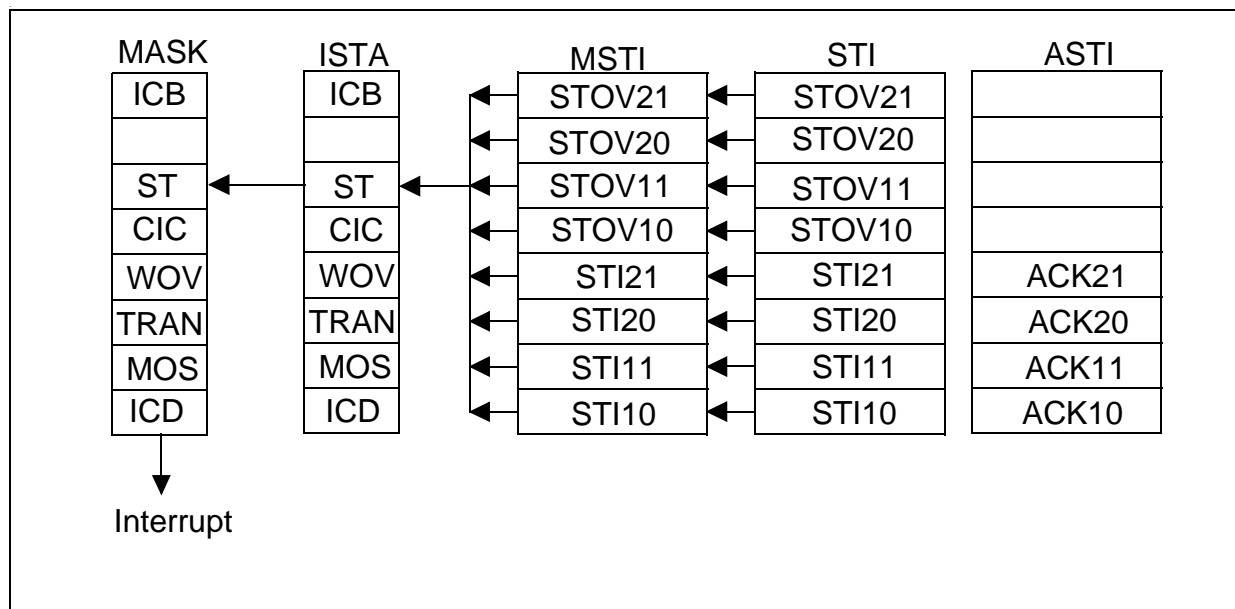 MASK ISTA MSTI STI ASTI
ICB ICB STOV21 STOV21
STOV20 STOV20
ST ST STOV11 STOV11
CIC CIC STOV10 STOV10
WOV WOV STI21 STI21 ACK21
TRAN TRAN STI20 STI20 ACK20
MOS MOS STI11 STI11 ACK11
ICD ICD STI10 STI10 ACK10
Interrupt